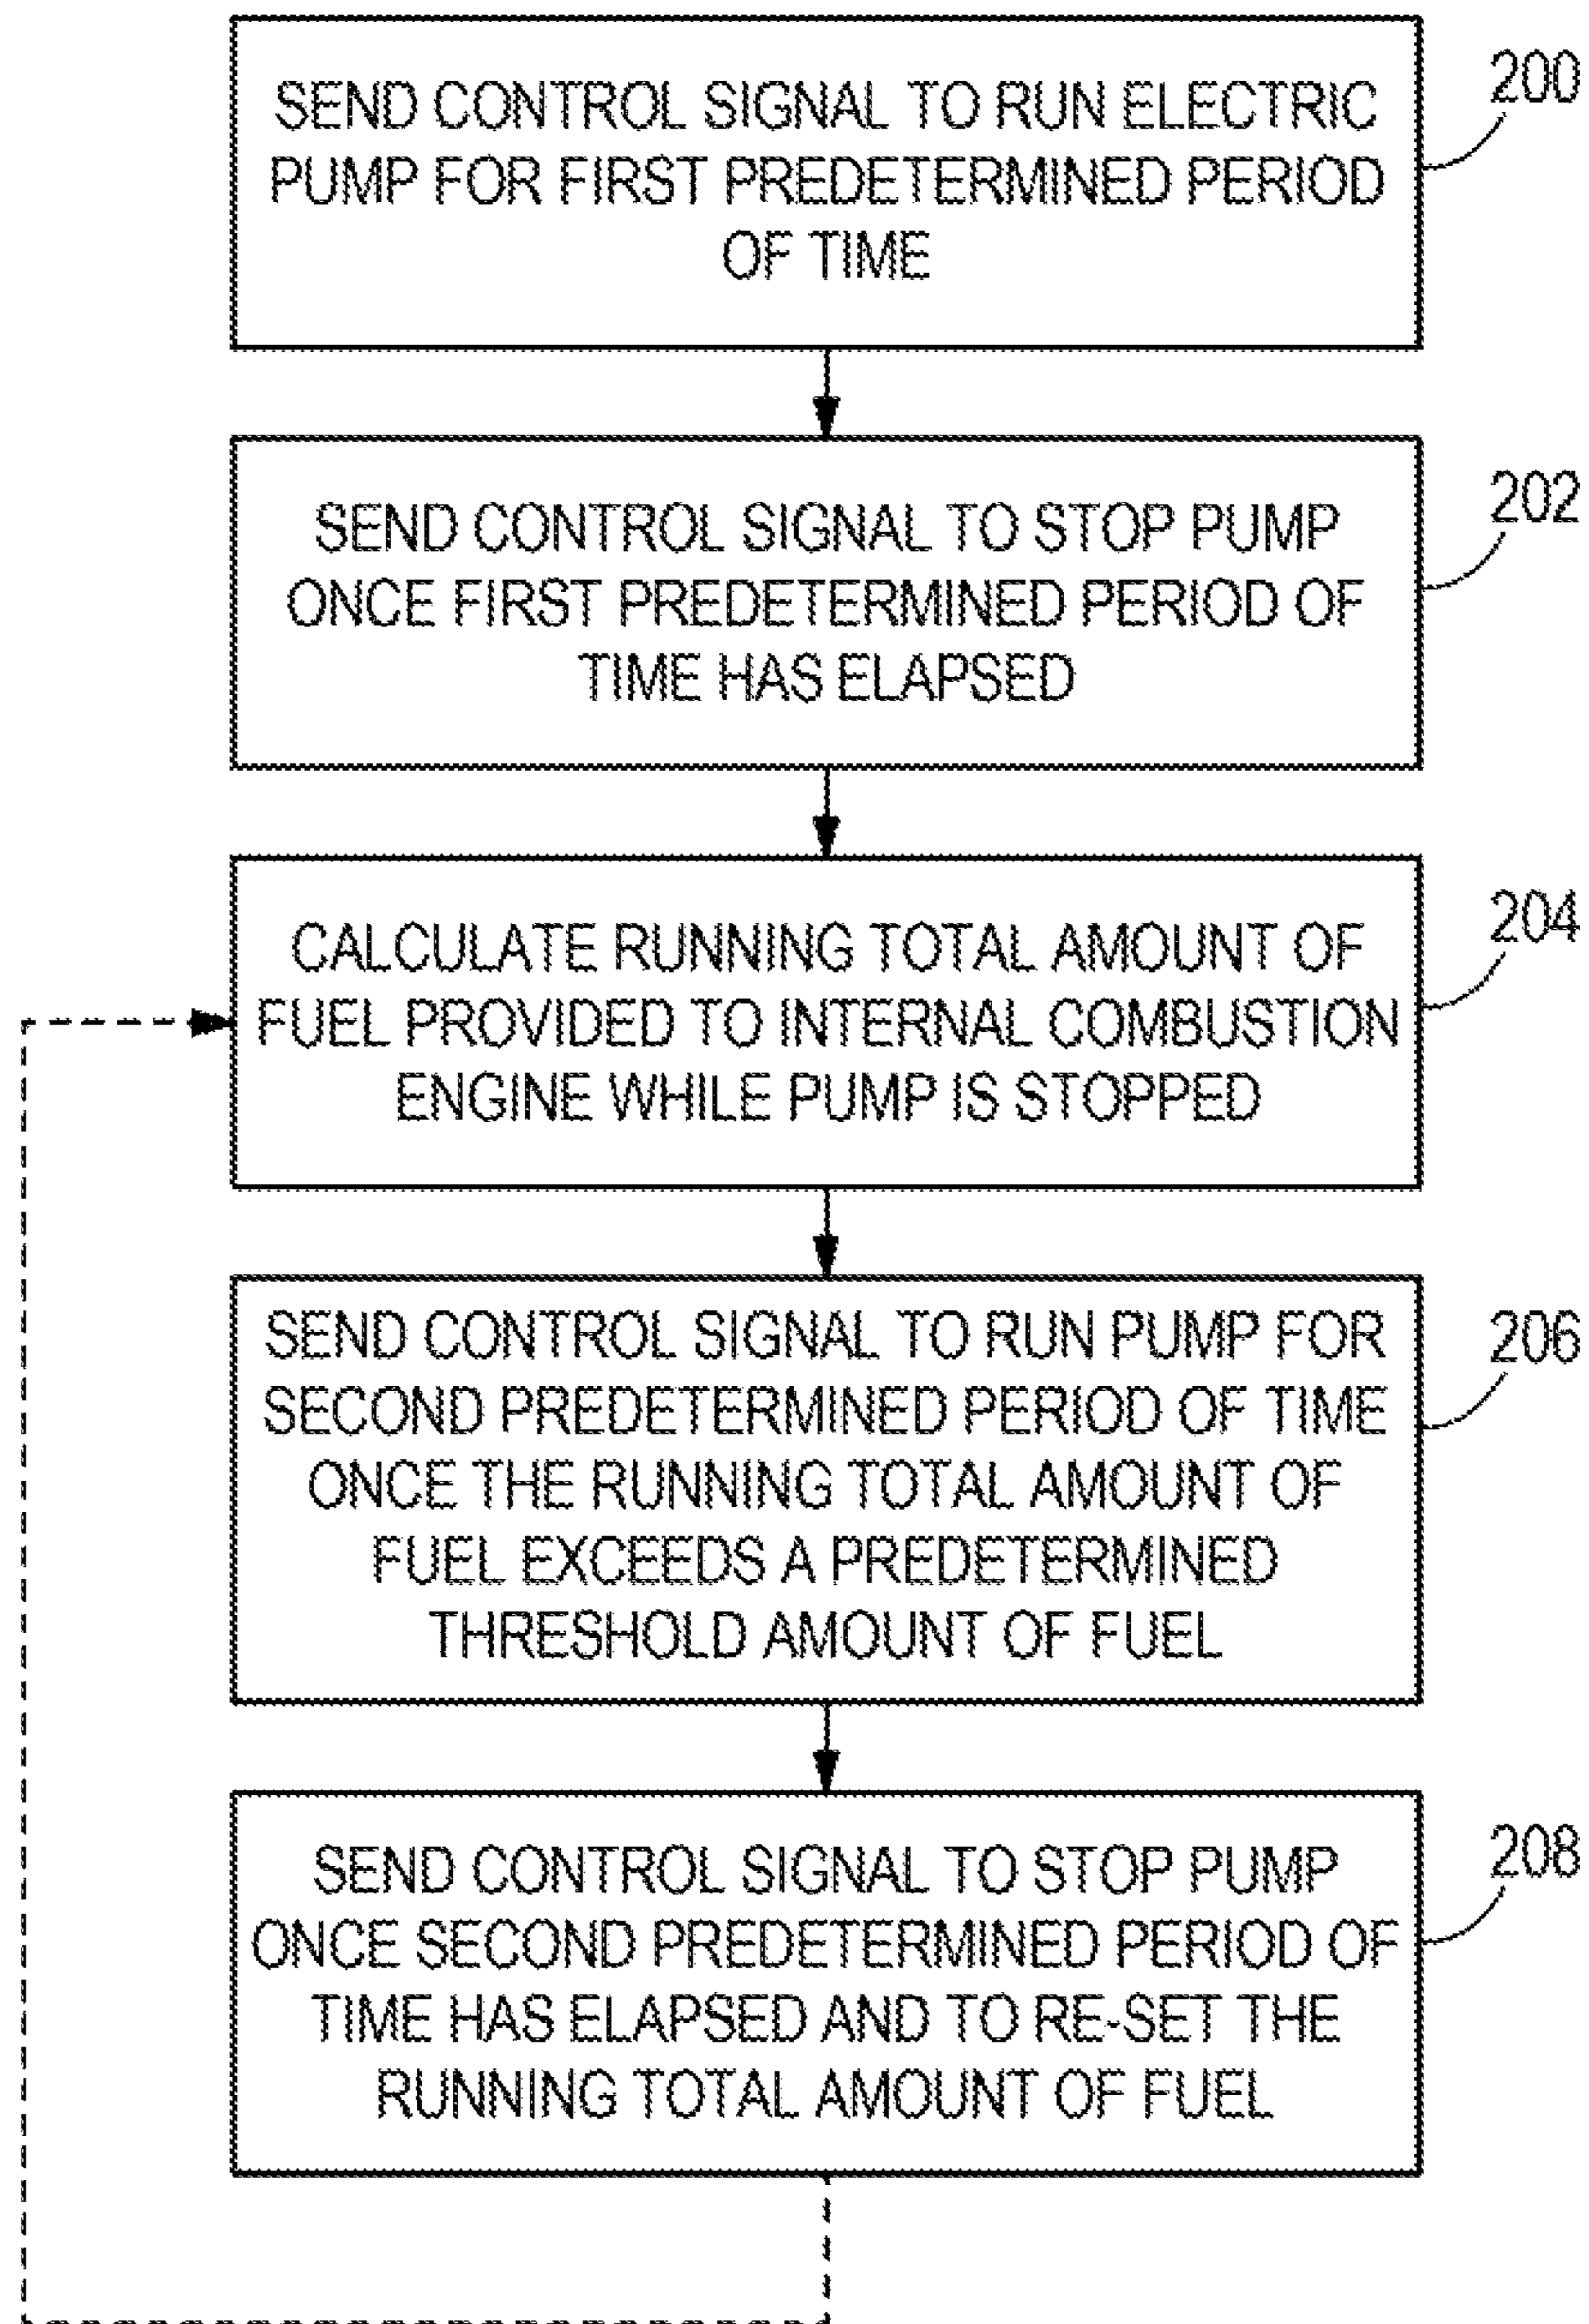 SEND CONTROL SIGNAL TO RUN ELECTRIC
PUMP FOR FIRST PREDETERMINED PERIOD
OF TIME
200
SEND CONTROL SIGNAL TO STOP PUMP
ONCE FIRST PREDETERMINED PERIOD OF
TIME HAS ELAPSED
202
CALCULATE RUNNING TOTAL AMOUNT OF
FUEL PROVIDED TO INTERNAL COMBUSTION
ENGINE WHILE PUMP IS STOPPED
204
SEND CONTROL SIGNAL TO RUN PUMP FOR
SECOND PREDETERMINED PERIOD OF TIME
ONCE THE RUNNING TOTAL AMOUNT OF
FUEL EXCEEDS A PREDETERMINED
THRESHOLD AMOUNT OF FUEL
206
SEND CONTROL SIGNAL TO STOP PUMP
ONCE SECOND PREDETERMINED PERIOD OF
TIME HAS ELAPSED AND TO RE-SET THE
RUNNING TOTAL AMOUNT OF FUEL
208